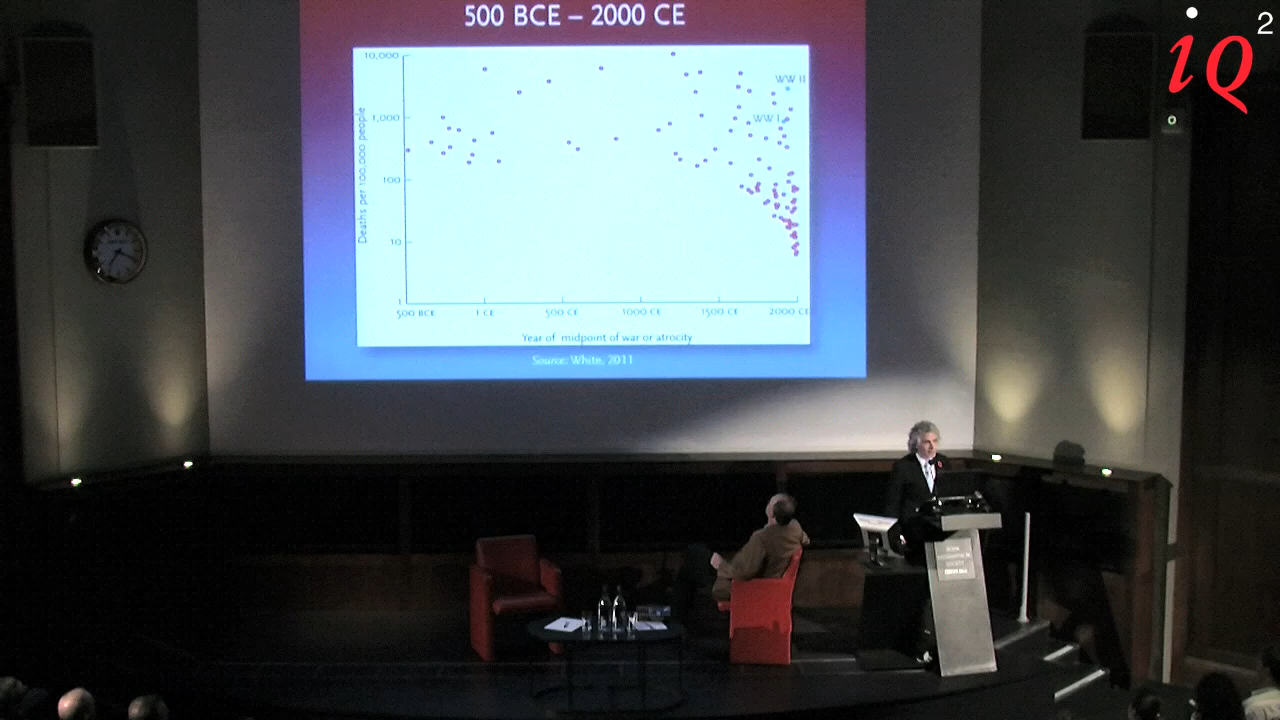 500 BCE – 2000 CE
iQ2
10,000
1,000
100
10
1
Deaths per 100,000 people
WW II
WW I
500 BCE
1 CE
500 CE
1000 CE
1500 CE
2000 CE
Year of midpoint of war or atrocity
Source: White, 2011